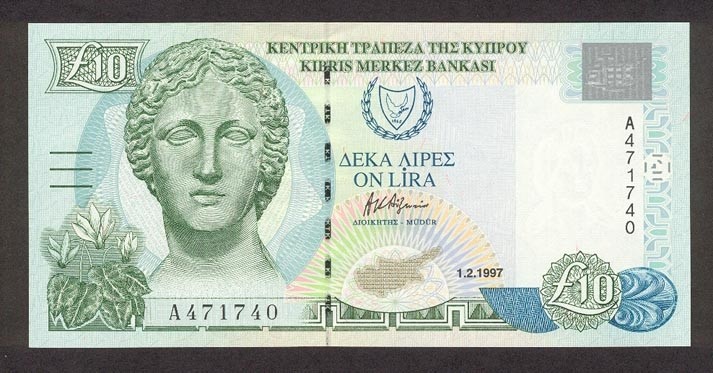 £10
ΚΕΝΤΡΙΚΗ ΤΡΑΠΕΖΑ ΤΗΣ ΚΥΠΡΟΥ
KIBRIS MERKEZ BANKASI
A471740
ΔΕΚΑ ΛΙΡΕΣ
ON LİRA
ΔΙΟΙΚΗΤΗΣ - MÜDÜR
1.2.1997
£10
A471740